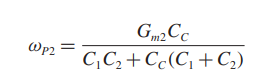 ω_{P2} = \frac{G_{m2}C_C}{C_1C_2 + C_C(C_1 + C_2)}